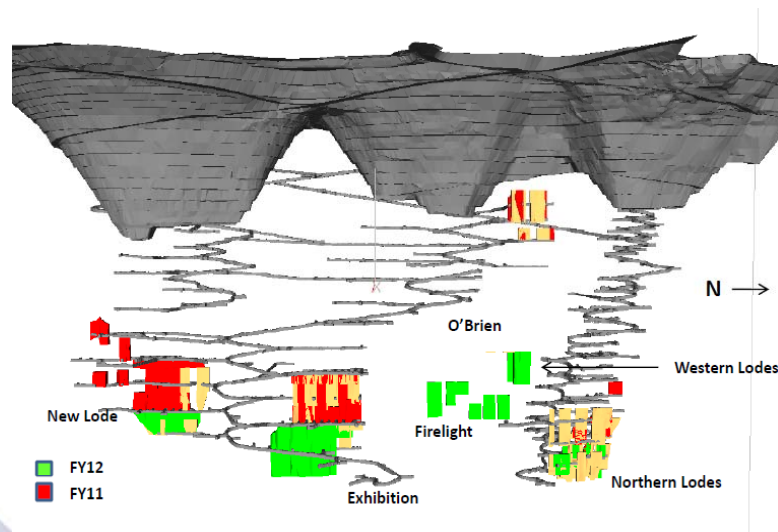 N
O'Brien
Western Lodes
New Lode
Firelight
FY12
FY11
Exhibition
Northern Lodes